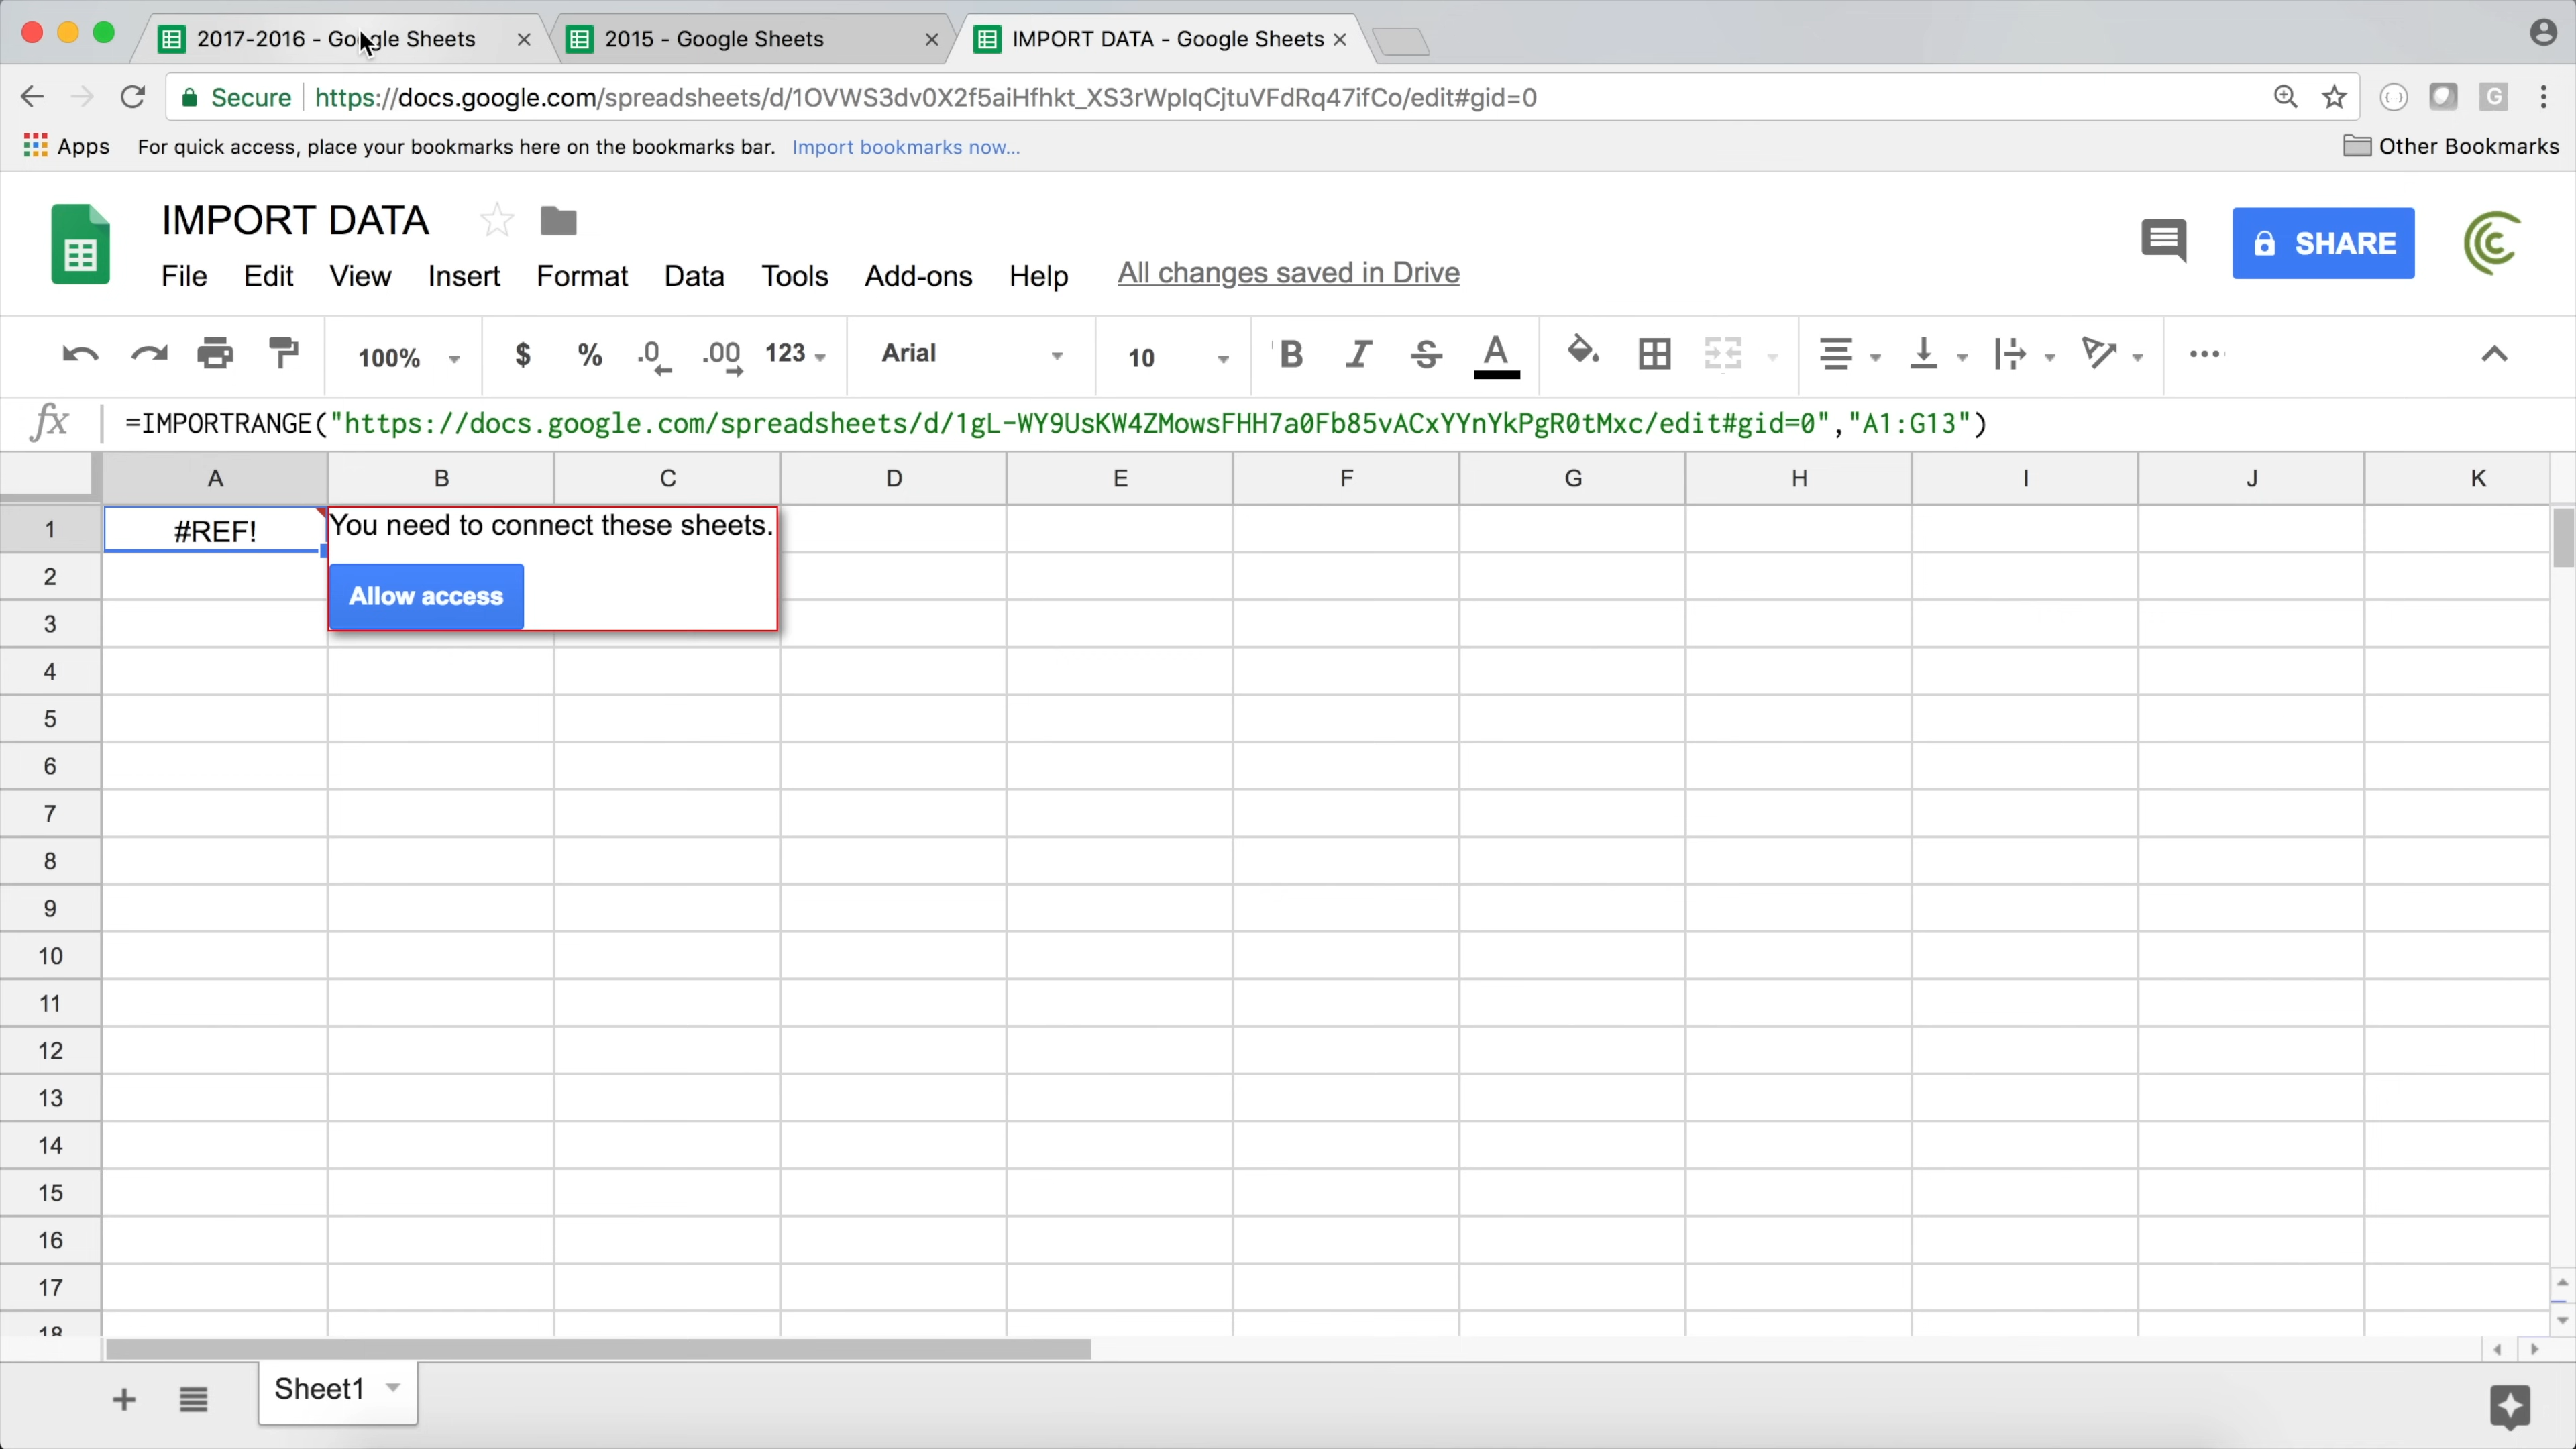 2017-2016 - Google Sheets
2015 - Google Sheets
IMPORT DATA - Google Sheets
Secure https://docs.google.com/spreadsheets/d/1OVWS3dv0X2f5aiHfhkt_XS3rWpIqCjtuVFdRq47ifCo/edit#gid=0
G
Apps For quick access, place your bookmarks here on the bookmarks bar. Import bookmarks now... Other Bookmarks
IMPORT DATA
File Edit View Insert Format Data Tools Add-ons Help All changes saved in Drive
SHARE
100% $ % .0 .00 123 Arial 10 B I S A
fx =IMPORTRANGE("https://docs.google.com/spreadsheets/d/1gL-WY9UsKW4ZMowsFHH7a0Fb85vACxYYnYkPgR0tMxc/edit#gid=0","A1:G13")
A B C D E F G H I J K
1 #REF! You need to connect these sheets.
2 Allow access
3
4
5
6
7
8
9
10
11
12
13
14
15
16
17
18
Sheet1